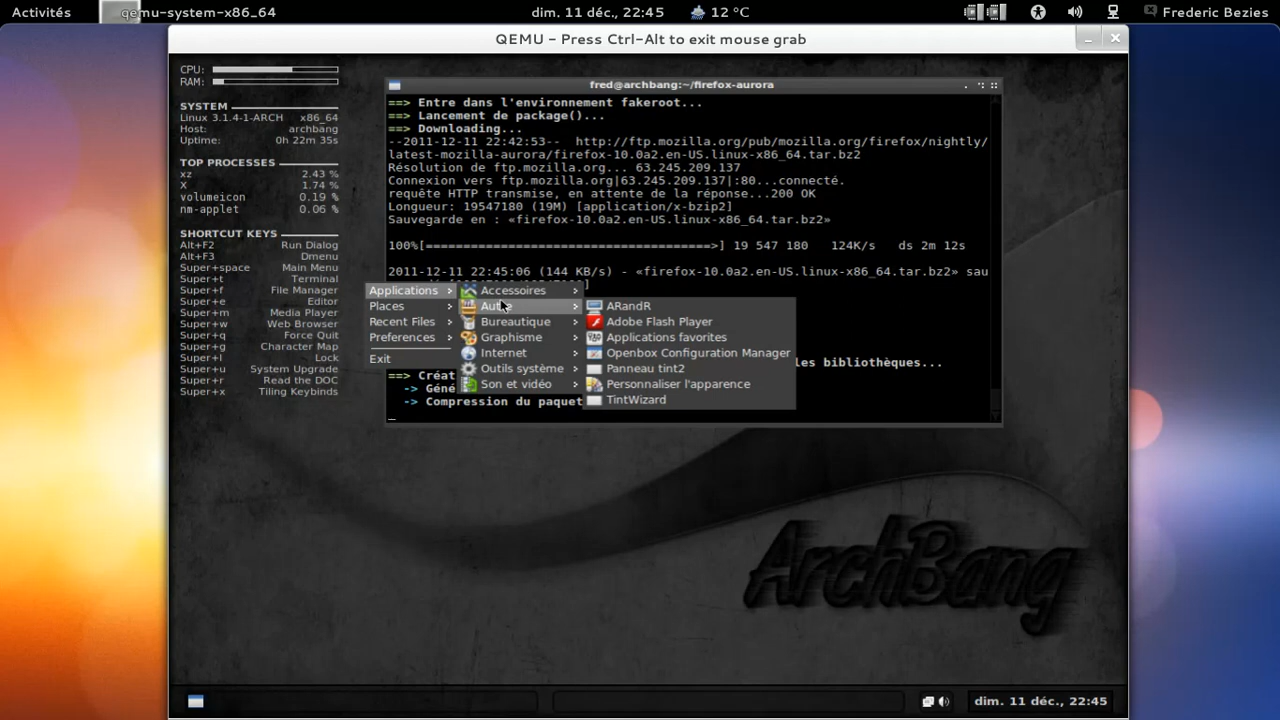 Activités
qemu-system-x86_64
dim. 11 déc., 22:45
12 °C
Frederic Bezies
QEMU - Press Ctrl-Alt to exit mouse grab
CPU:
RAM:
SYSTEM
Linux 3.1.4-1-ARCH x86_64
Host: archbang
Uptime: 0h 22m 35s
TOP PROCESSES
xz 2.43 %
X 1.74 %
volumeicon 0.19 %
nm-applet 0.06 %
SHORTCUT KEYS
Alt+F2 Run Dialog
Alt+F3 Dmenu
Super+space Main Menu
Super+t Terminal
Super+f File Manager
Super+e Editor
Super+m Media Player
Super+w Web Browser
Super+q Force Quit
Super+g Character Map
Super+l Lock
Super+u System Upgrade
Super+r Read the DOC
Super+x Tiling Keybinds
fred@archbang:~/firefox-aurora
==> Entre dans l'environnement fakeroot...
==> Lancement de package()...
==> Downloading...
--2011-12-11 22:42:53-- http://ftp.mozilla.org/pub/mozilla.org/firefox/nightly/
latest-mozilla-aurora/firefox-10.0a2.en-US.linux-x86_64.tar.bz2
Résolution de ftp.mozilla.org... 63.245.209.137
Connexion vers ftp.mozilla.org|63.245.209.137|:80...connecté.
requête HTTP transmise, en attente de la réponse...200 OK
Longueur: 19547180 (19M) [application/x-bzip2]
Sauvegarde en : «firefox-10.0a2.en-US.linux-x86_64.tar.bz2»
100%[======================================>] 19 547 180 124K/s ds 2m 12s
2011-12-11 22:45:06 (144 KB/s) - «firefox-10.0a2.en-US.linux-x86_64.tar.bz2» sau
les bibliothèques...
==> Créat
-> Géné
-> Compression du paquet
Applications
Places
Recent Files
Preferences
Exit
Accessoires
Autre
Bureautique
Graphisme
Internet
Outils système
Son et vidéo
ARandR
Adobe Flash Player
Applications favorites
Openbox Configuration Manager
Panneau tint2
Personnaliser l'apparence
TintWizard
ArchBang
dim. 11 déc., 22:45